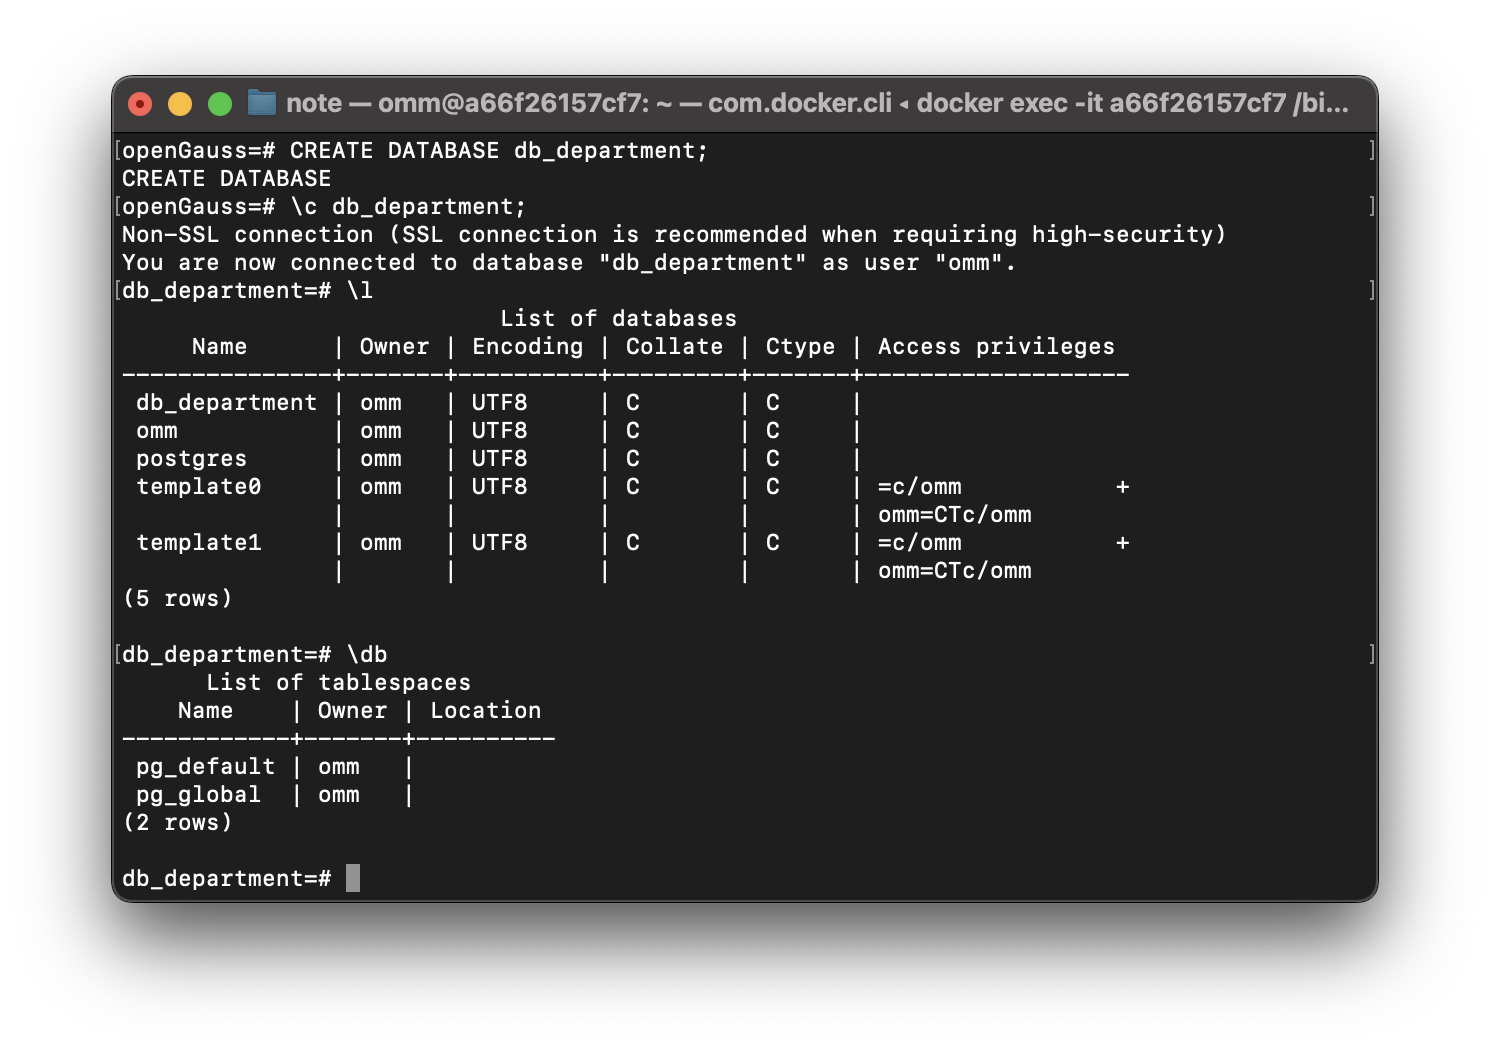 note — omm@a66f26157cf7: ~ — com.docker.cli ◂ docker exec -it a66f26157cf7 /bi...
[openGauss=# CREATE DATABASE db_department; ]
CREATE DATABASE
[openGauss=# \c db_department; ]
Non-SSL connection (SSL connection is recommended when requiring high-security)
You are now connected to database "db_department" as user "omm".
[db_department=# \l ]
                           List of databases
     Name      | Owner | Encoding | Collate | Ctype | Access privileges
---------------+-------+----------+---------+-------+-------------------
 db_department | omm   | UTF8     | C       | C     |
 omm           | omm   | UTF8     | C       | C     |
 postgres      | omm   | UTF8     | C       | C     |
 template0     | omm   | UTF8     | C       | C     | =c/omm           +
               |       |          |         |       | omm=CTc/omm
 template1     | omm   | UTF8     | C       | C     | =c/omm           +
               |       |          |         |       | omm=CTc/omm
(5 rows)
[db_department=# \db ]
      List of tablespaces
    Name    | Owner | Location
------------+-------+----------
 pg_default | omm   |
 pg_global  | omm   |
(2 rows)
db_department=#